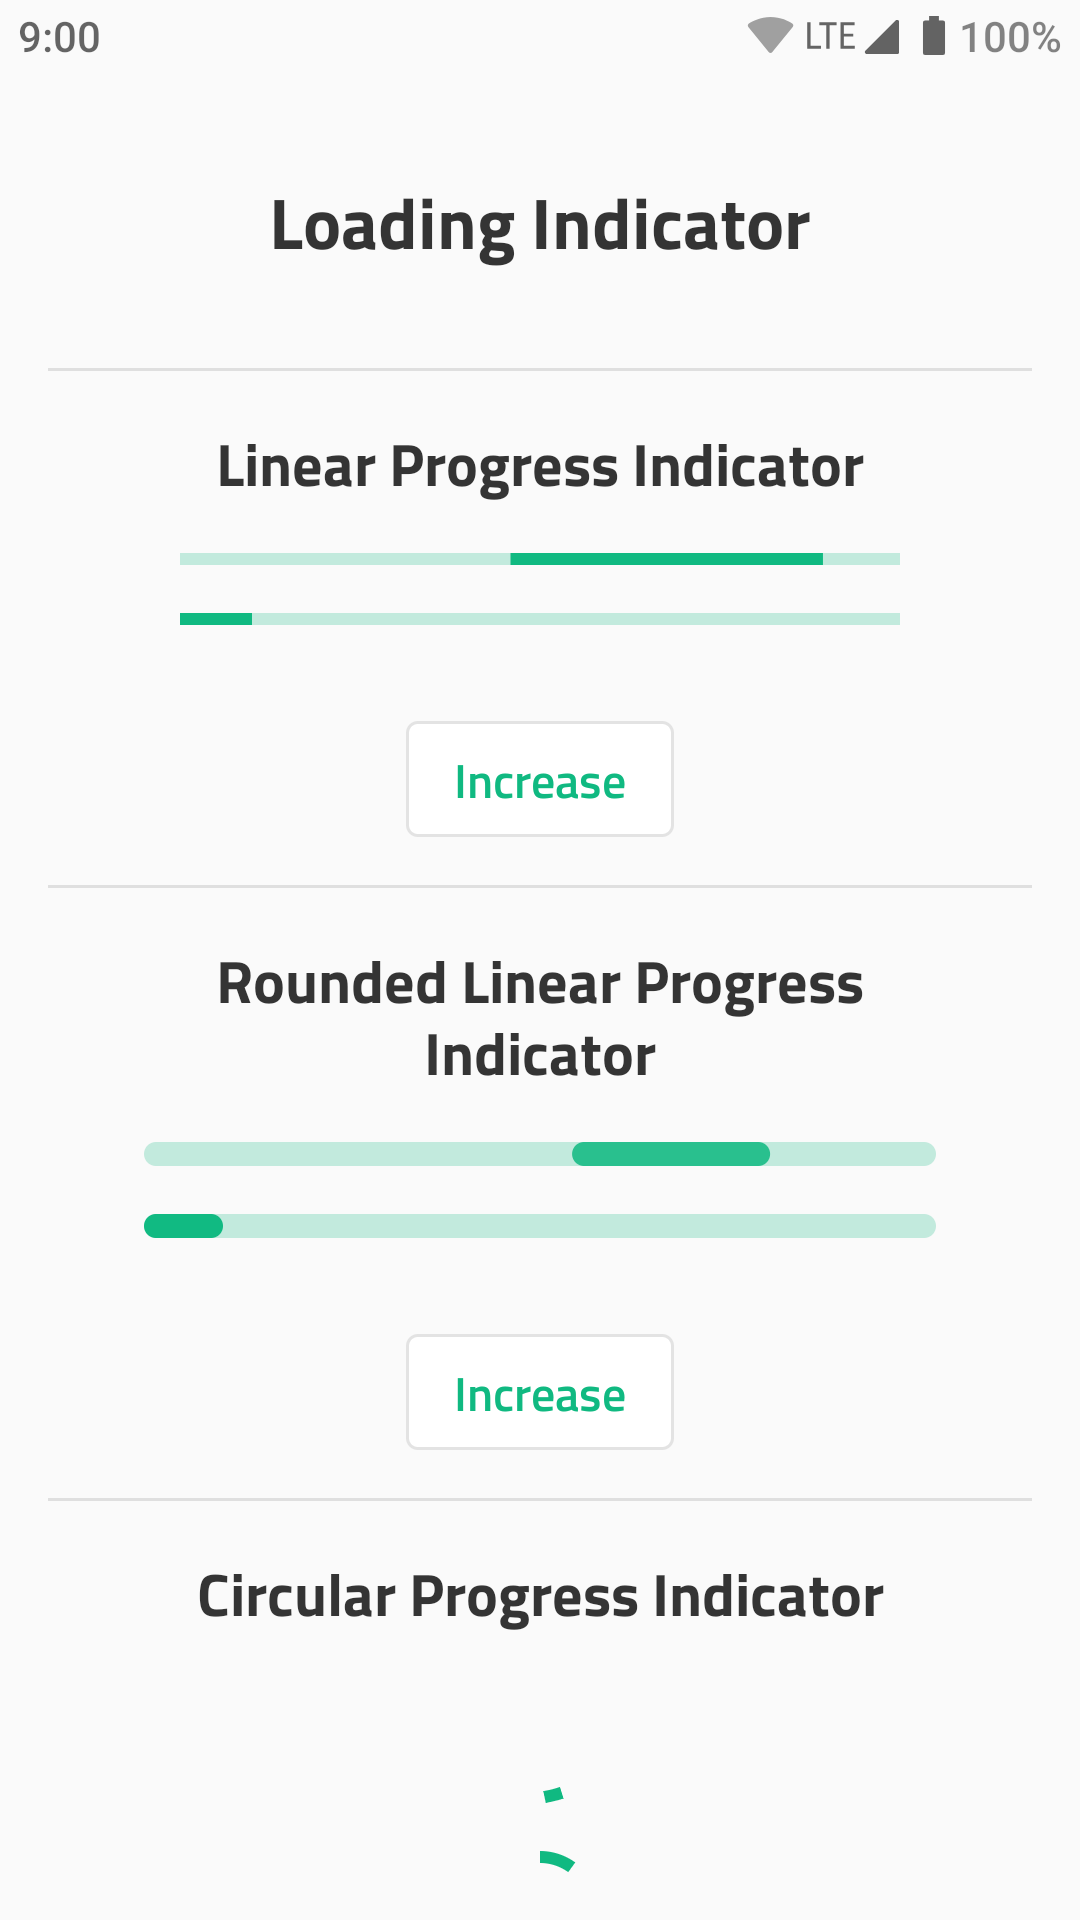 9:00 LTE 100%
Loading Indicator
Linear Progress Indicator
Increase
Rounded Linear Progress
Indicator
Increase
Circular Progress Indicator